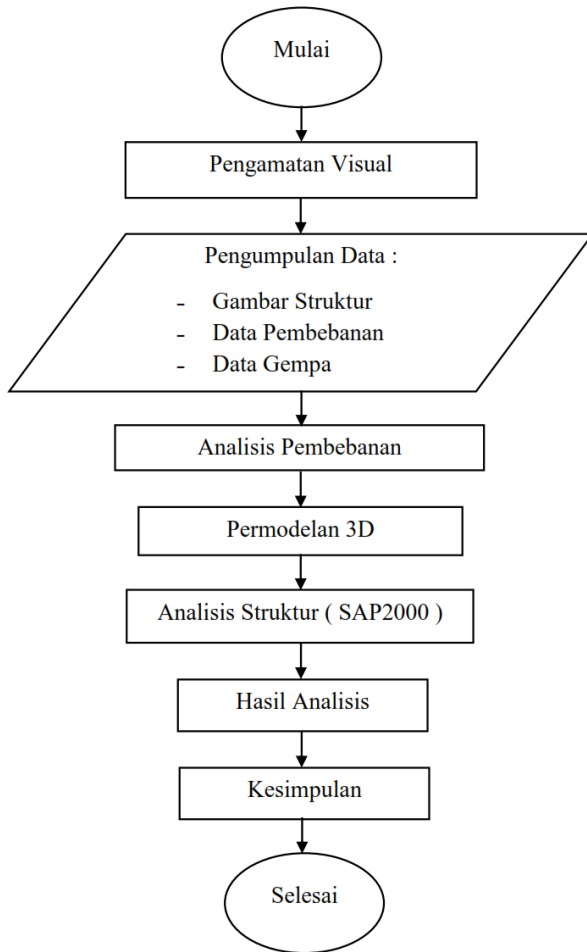 Mulai
Pengamatan Visual
Pengumpulan Data :
- Gambar Struktur
- Data Pembebanan
- Data Gempa
Analisis Pembebanan
Permodelan 3D
Analisis Struktur ( SAP2000 )
Hasil Analisis
Kesimpulan
Selesai